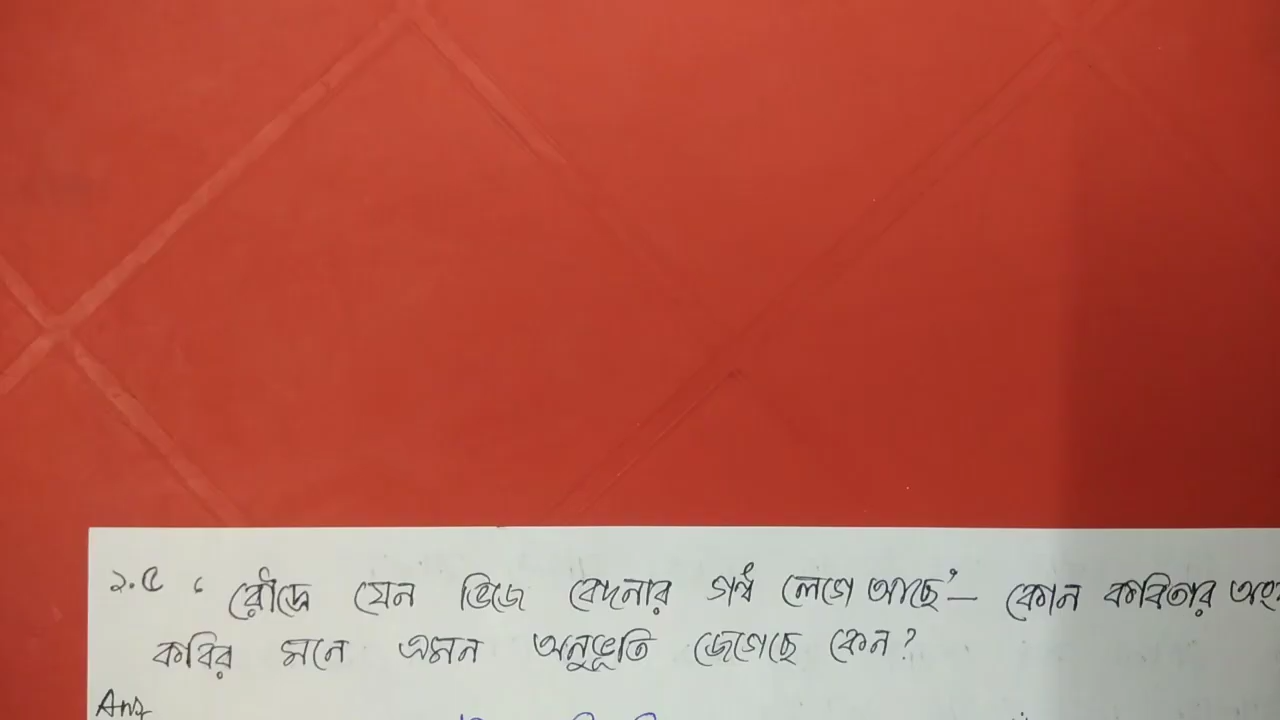 ২.৫ ‘রৌদ্রে যেন ভিজে বেদনার গন্ধ লেগে আছে’— কোন কবিতার
কবির মনে এমন অনুভূতি জেগেছে কেন?
Ans